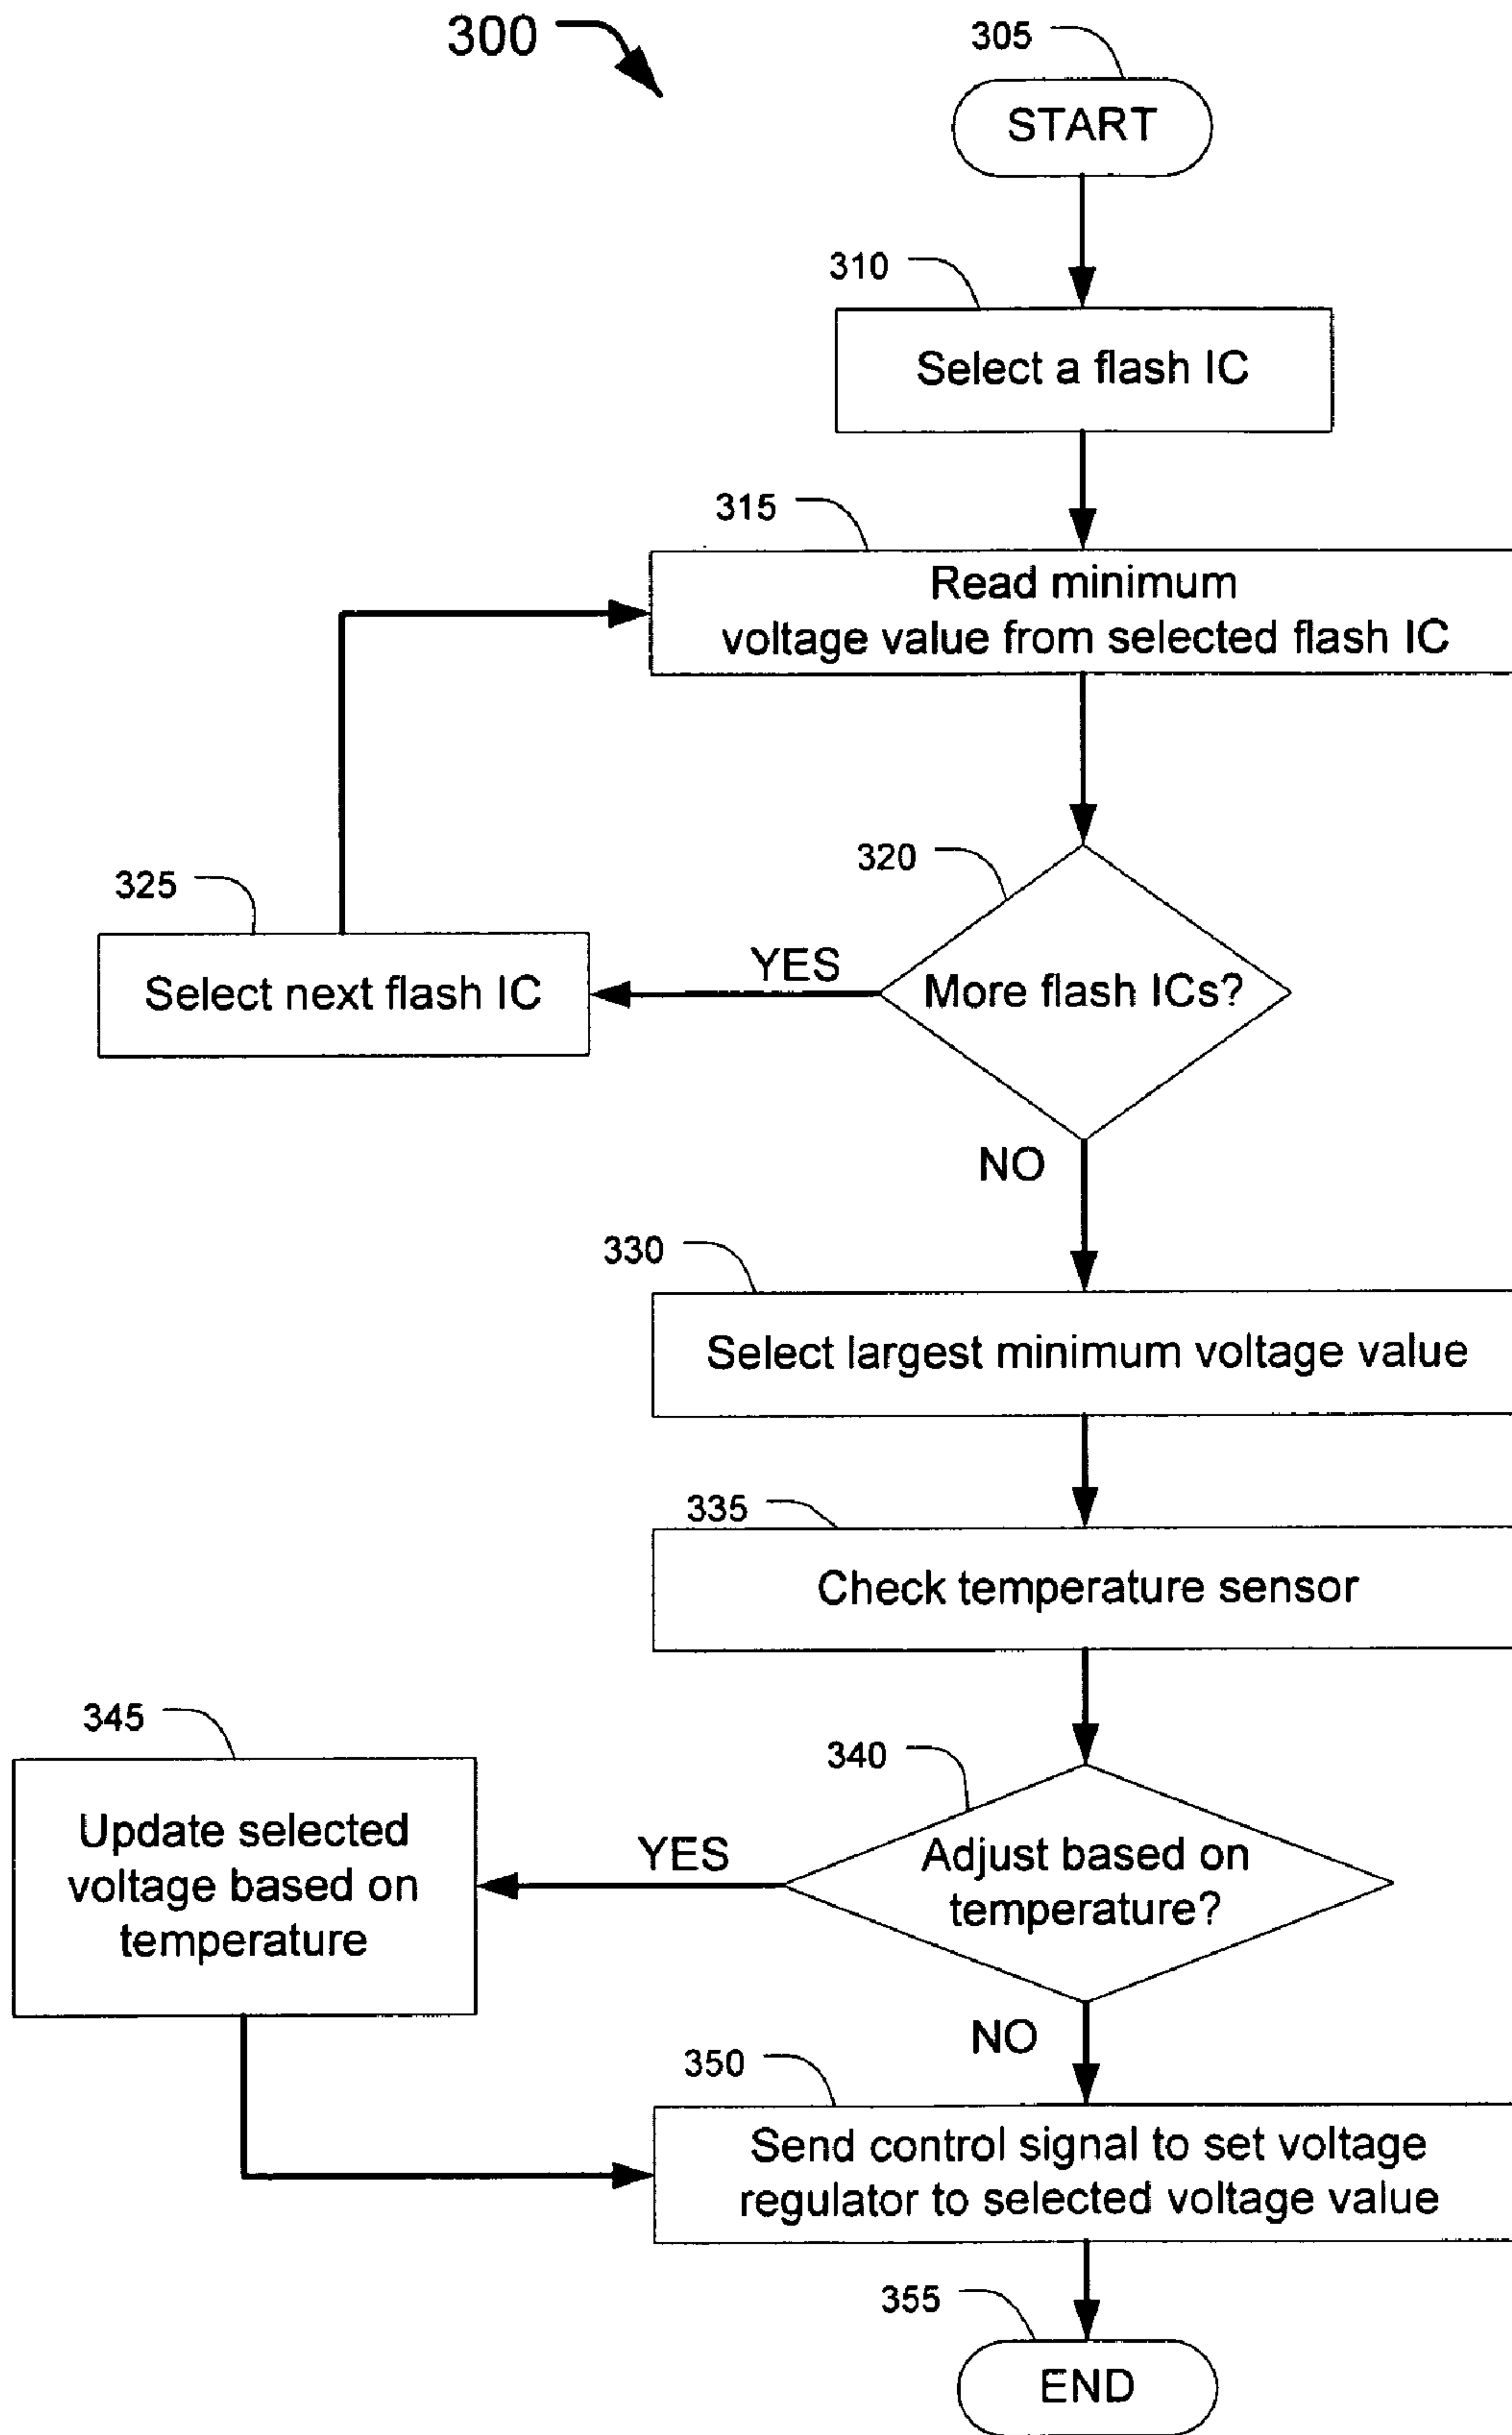 300
305
START
310
Select a flash IC
315
Read minimum
voltage value from selected flash IC
320
325
YES
Select next flash IC
More flash ICs?
NO
330
Select largest minimum voltage value
335
Check temperature sensor
345
340
Update selected
voltage based on
temperature
YES
Adjust based on
temperature?
NO
350
Send control signal to set voltage
regulator to selected voltage value
355
END